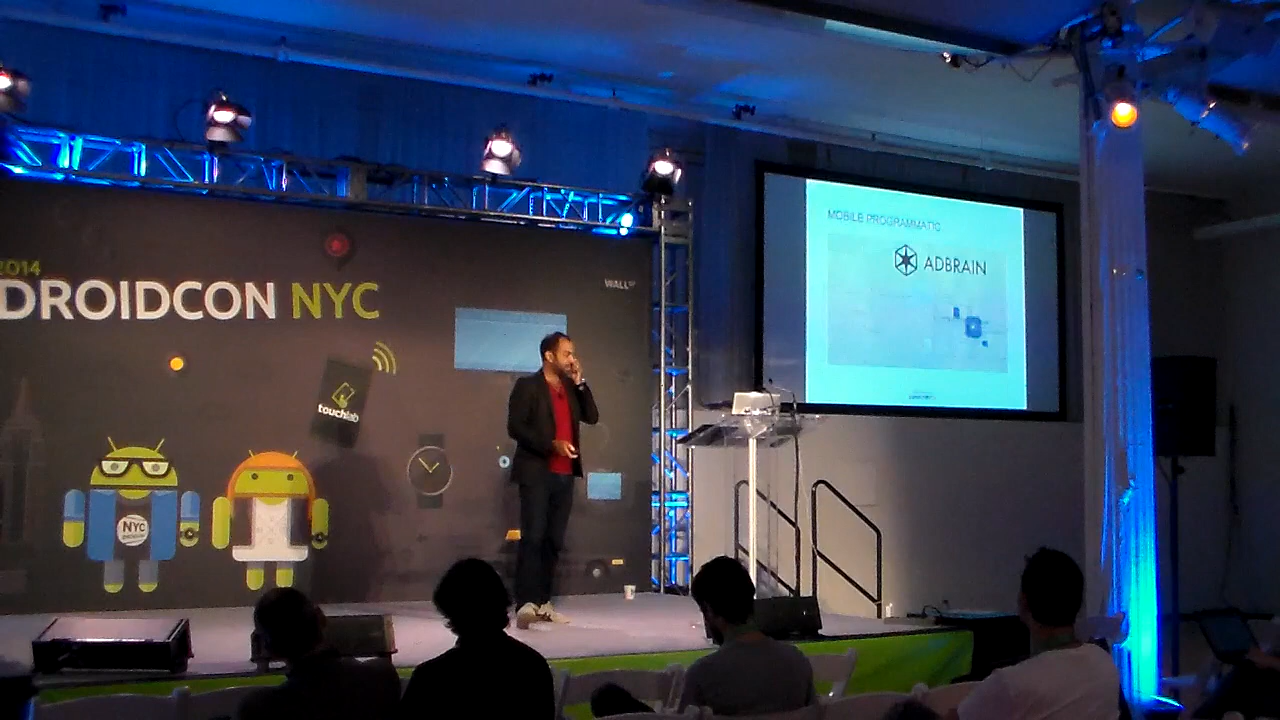 2014
DROIDCON NYC
WALL
touchlab
NYC
MOBILE PROGRAMMATIC
ADBRAIN